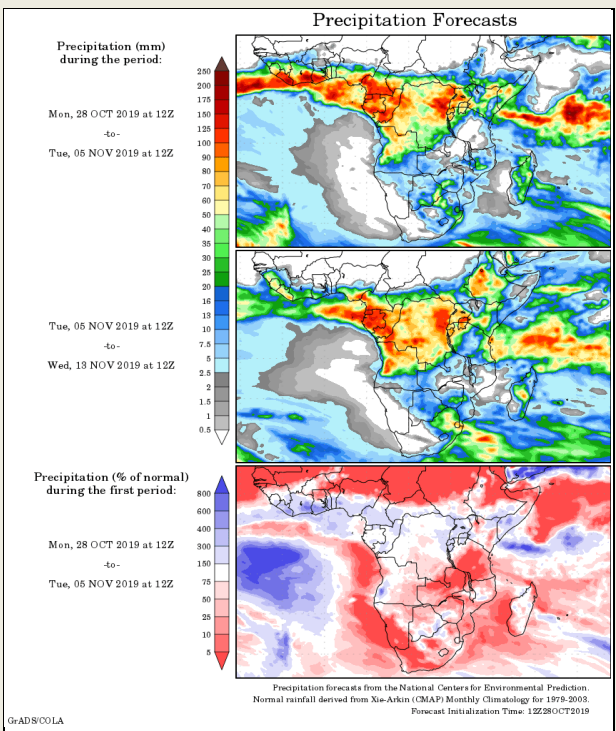 Precipitation Forecasts
Precipitation (mm)
during the period:
Mon, 28 OCT 2019 at 12Z
-to-
Tue, 05 NOV 2019 at 12Z
250
200
175
150
100
90
80
70
60
50
40
35
30
25
20
16
13
10
7.5
5
2.5
2
1.5
1
0.5
Tue, 05 NOV 2019 at 12Z
-to-
Wed, 13 NOV 2019 at 12Z
Precipitation (% of normal)
during the first period:
Mon, 28 OCT 2019 at 12Z
-to-
Tue, 05 NOV 2019 at 12Z
800
600
400
300
150
75
50
25
10
5
Precipitation forecasts from the National Centers for Environmental Prediction.
Normal rainfall derived from Xie-Arkin (CMAP) Monthly Climatology for 1979-2003.
Forecast Initialization Time: 12Z28OCT2019
GrADS/COLA